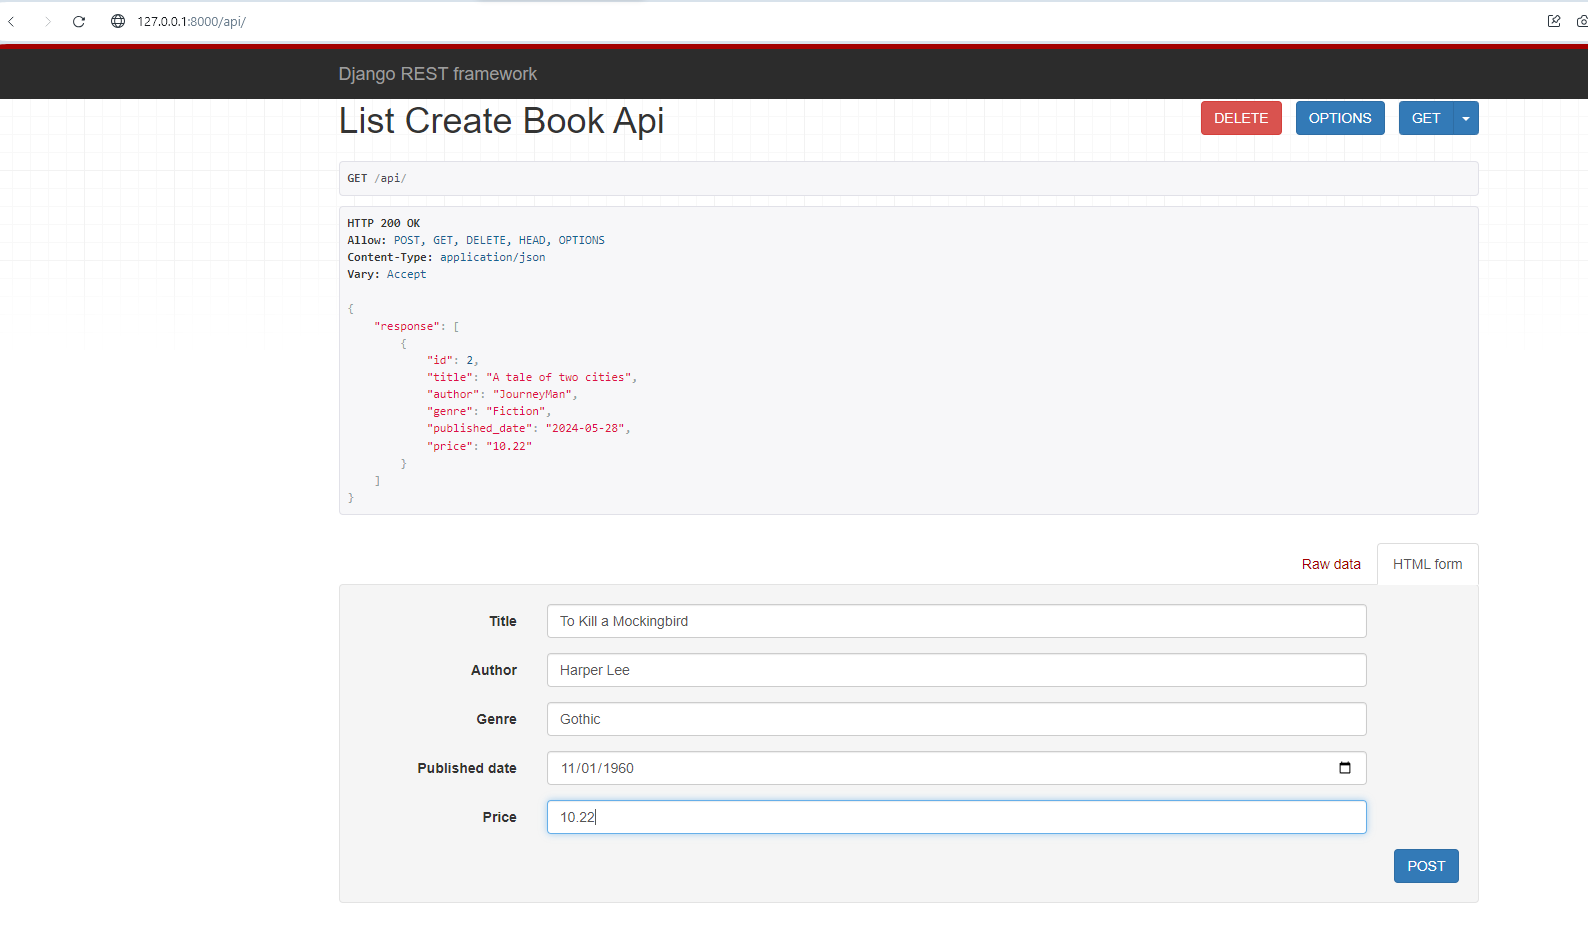 127.0.0.1:8000/api/
Django REST framework
List Create Book Api
DELETE
OPTIONS
GET
GET /api/
HTTP 200 OK
Allow: POST, GET, DELETE, HEAD, OPTIONS
Content-Type: application/json
Vary: Accept
{
    "response": [
        {
            "id": 2,
            "title": "A tale of two cities",
            "author": "JourneyMan",
            "genre": "Fiction",
            "published_date": "2024-05-28",
            "price": "10.22"
        }
    ]
}
Raw data
HTML form
Title
To Kill a Mockingbird
Author
Harper Lee
Genre
Gothic
Published date
11/01/1960
Price
10.22
POST